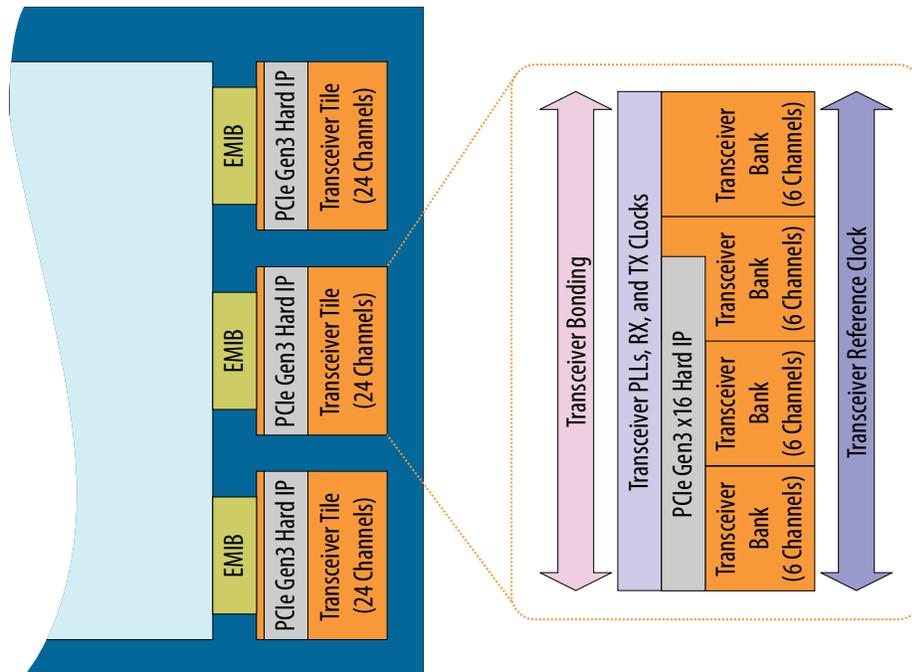 EMIB
PCIe Gen3 Hard IP
Transceiver Tile
(24 Channels)
EMIB
PCIe Gen3 Hard IP
Transceiver Tile
(24 Channels)
EMIB
PCIe Gen3 Hard IP
Transceiver Tile
(24 Channels)
Transceiver Bonding
Transceiver PLLs, RX, and TX CLocks
PCIe Gen3 x16 Hard IP
Transceiver
Bank
(6 Channels)
Transceiver
Bank
(6 Channels)
Transceiver
Bank
(6 Channels)
Transceiver
Bank
(6 Channels)
Transceiver Reference Clock